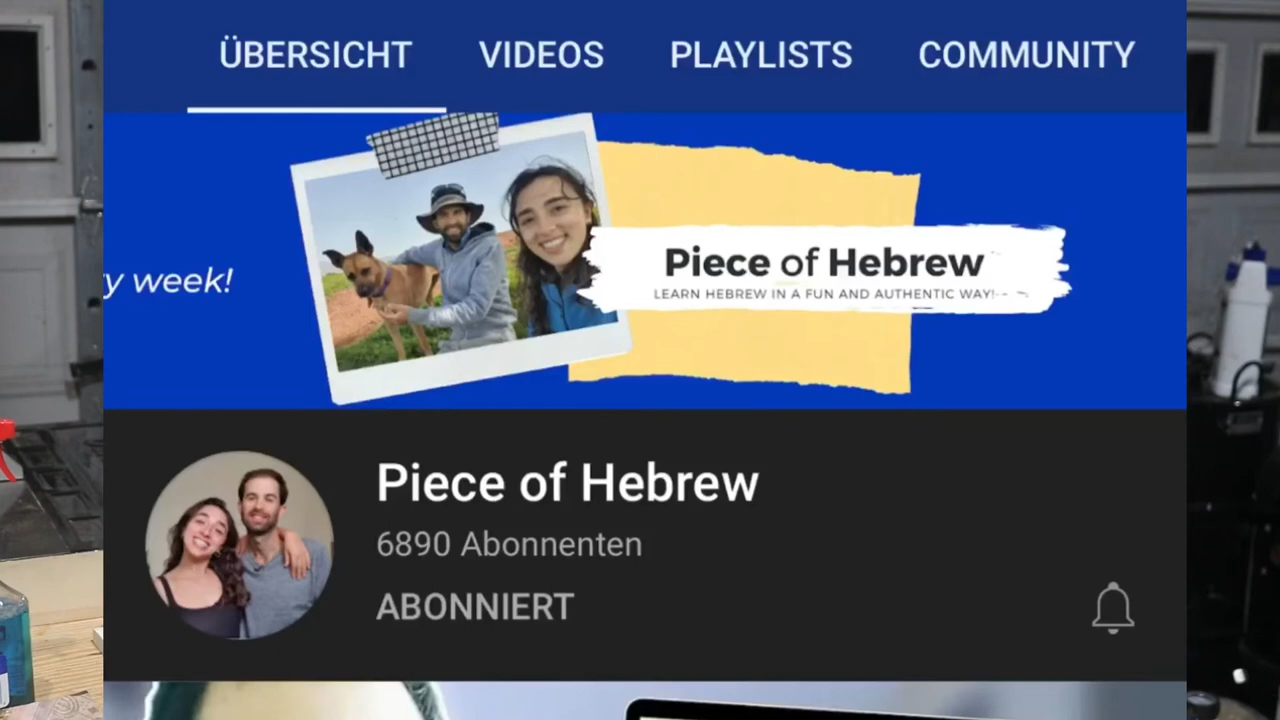 ÜBERSICHT VIDEOS PLAYLISTS COMMUNITY
y week!
Piece of Hebrew
LEARN HEBREW IN A FUN AND AUTHENTIC WAY!
Piece of Hebrew
6890 Abonnenten
ABONNIERT